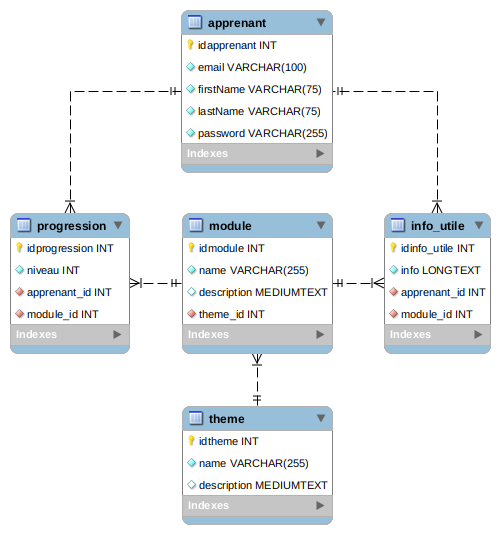 apprenant
idapprenant INT
email VARCHAR(100)
firstName VARCHAR(75)
lastName VARCHAR(75)
password VARCHAR(255)
Indexes
progression
idprogression INT
niveau INT
apprenant_id INT
module_id INT
Indexes
module
idmodule INT
name VARCHAR(255)
description MEDIUMTEXT
theme_id INT
Indexes
info_utile
idinfo_utile INT
info LONGTEXT
apprenant_id INT
module_id INT
Indexes
theme
idtheme INT
name VARCHAR(255)
description MEDIUMTEXT
Indexes